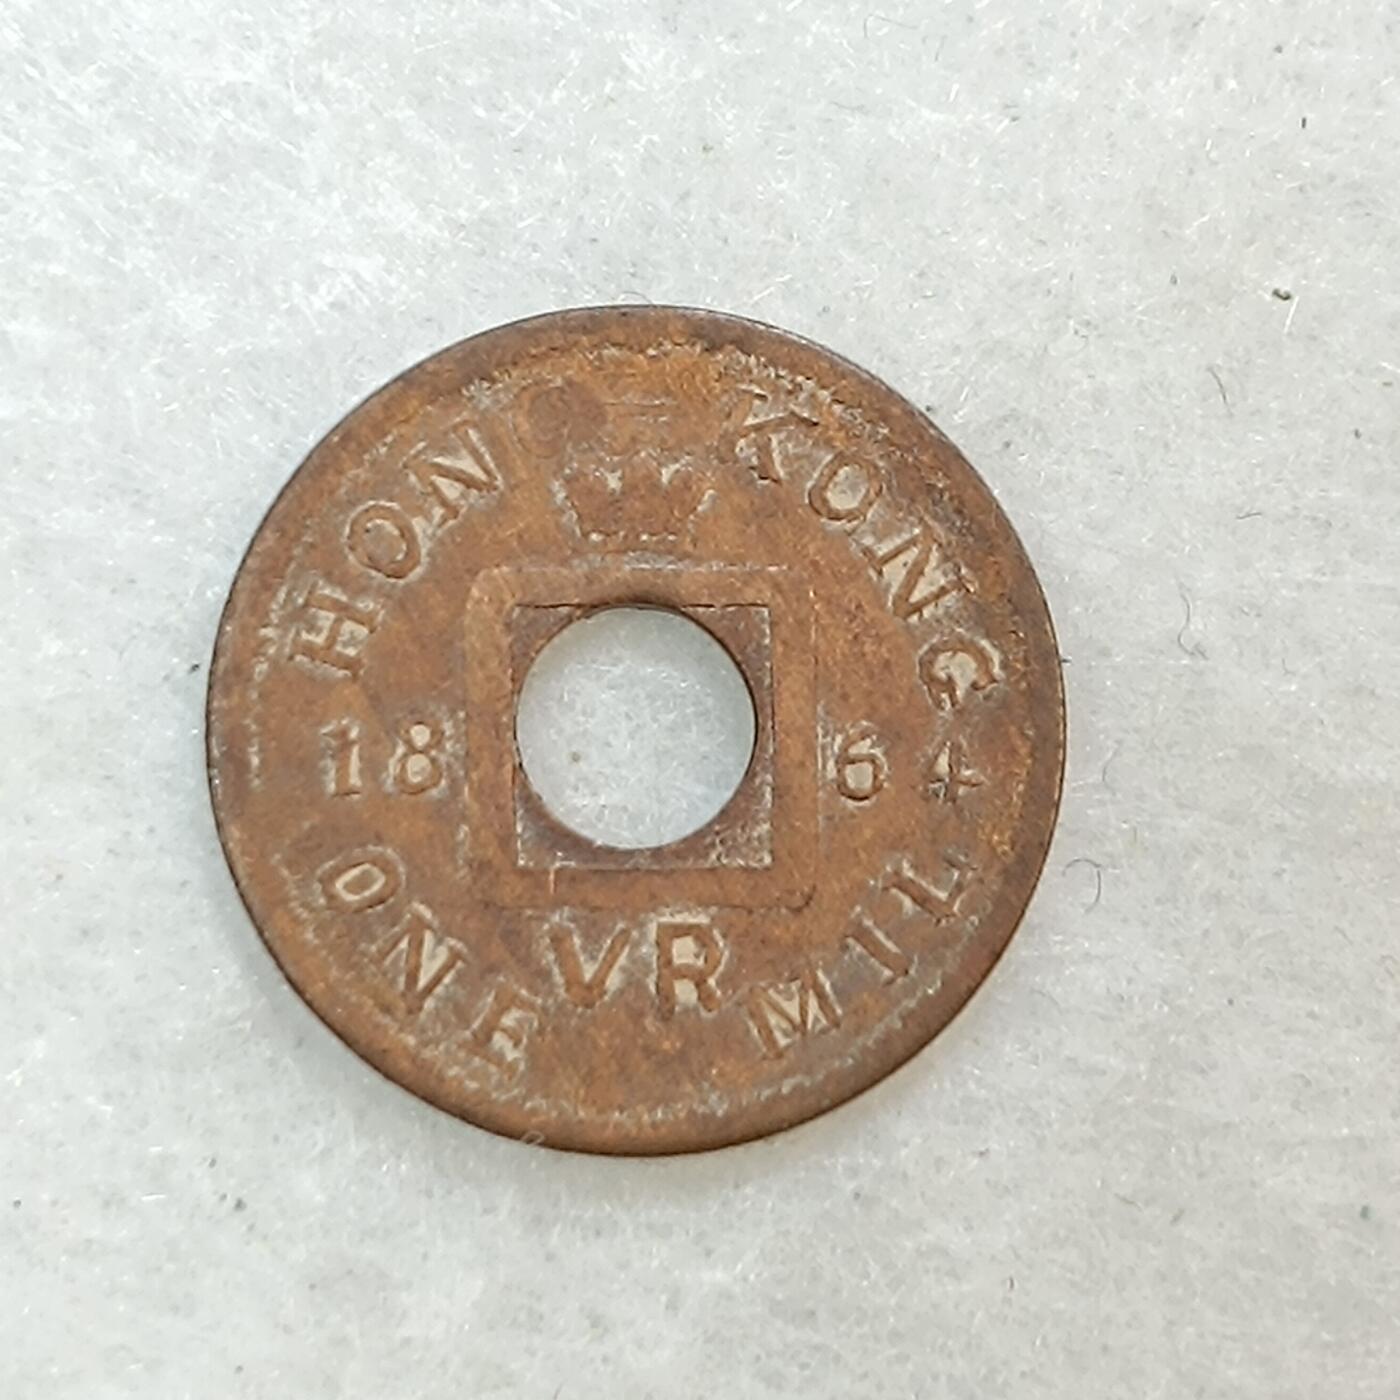 HONG-KONG
18 64
VR
ONE MIL